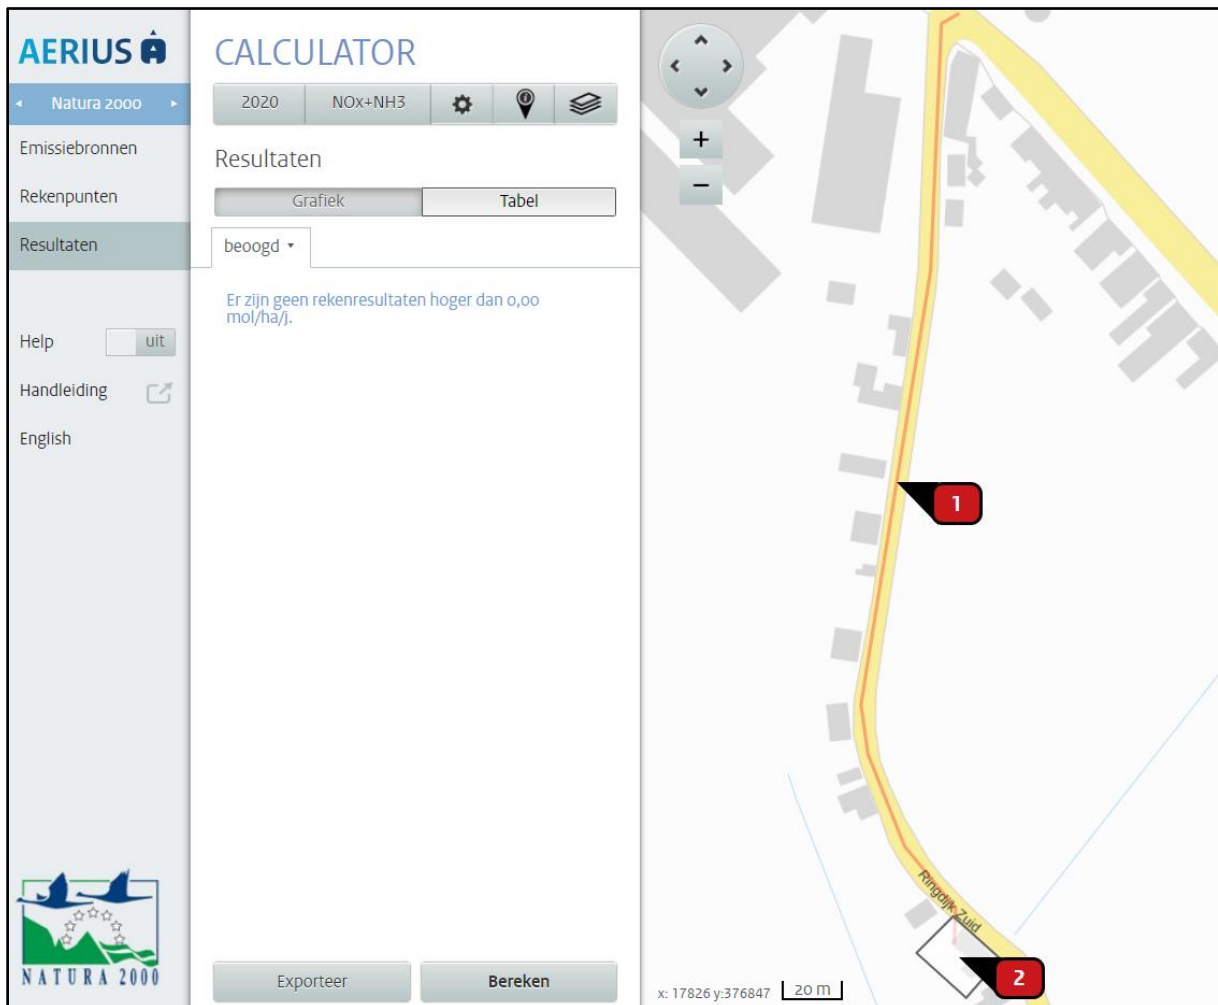 AERIUS
Natura 2000
Emissiebronnen
Rekenpunten
Resultaten
Help uit
Handleiding
English
NATURA 2000
CALCULATOR
2020 NOx+NH3
Resultaten
Grafiek Tabel
beoogd
Er zijn geen rekenresultaten hoger dan 0,00
mol/ha/j.
Exporteer Bereken
+
−
1
Ringdijk Zuid
2
x: 17826 y:376847 20 m